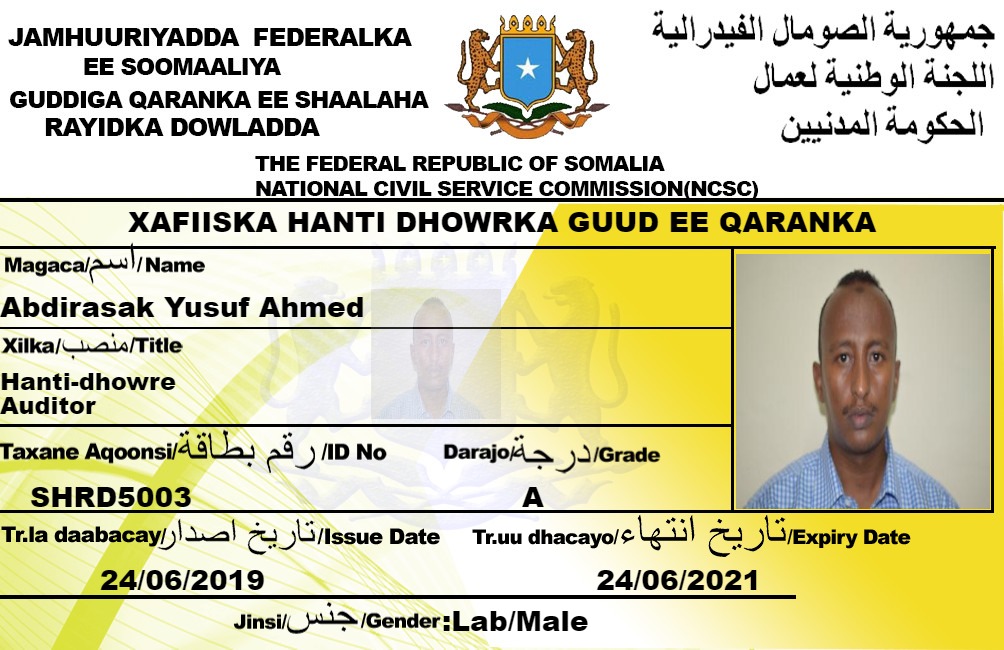 JAMHUURIYADDA FEDERALKA
EE SOOMAALIYA
GUDDIGA QARANKA EE SHAALAHA
RAYIDKA DOWLADDA
جمهورية الصومال الفيدرالية
اللجنة الوطنية لعمال
الحكومة المدنيين
THE FEDERAL REPUBLIC OF SOMALIA
NATIONAL CIVIL SERVICE COMMISSION(NCSC)
XAFIISKA HANTI DHOWRKA GUUD EE QARANKA
Magaca/اسم/Name
Abdirasak Yusuf Ahmed
Xilka/منصب/Title
Hanti-dhowre
Auditor
Taxane Aqoonsi/رقم بطاقة/ID No
SHRD5003
Darajo/درجة/Grade
A
Tr.la daabacay/تاريخ اصدار/Issue Date
24/06/2019
Tr.uu dhacayo/تاريخ انتهاء/Expiry Date
24/06/2021
Jinsi/جنس/Gender:Lab/Male